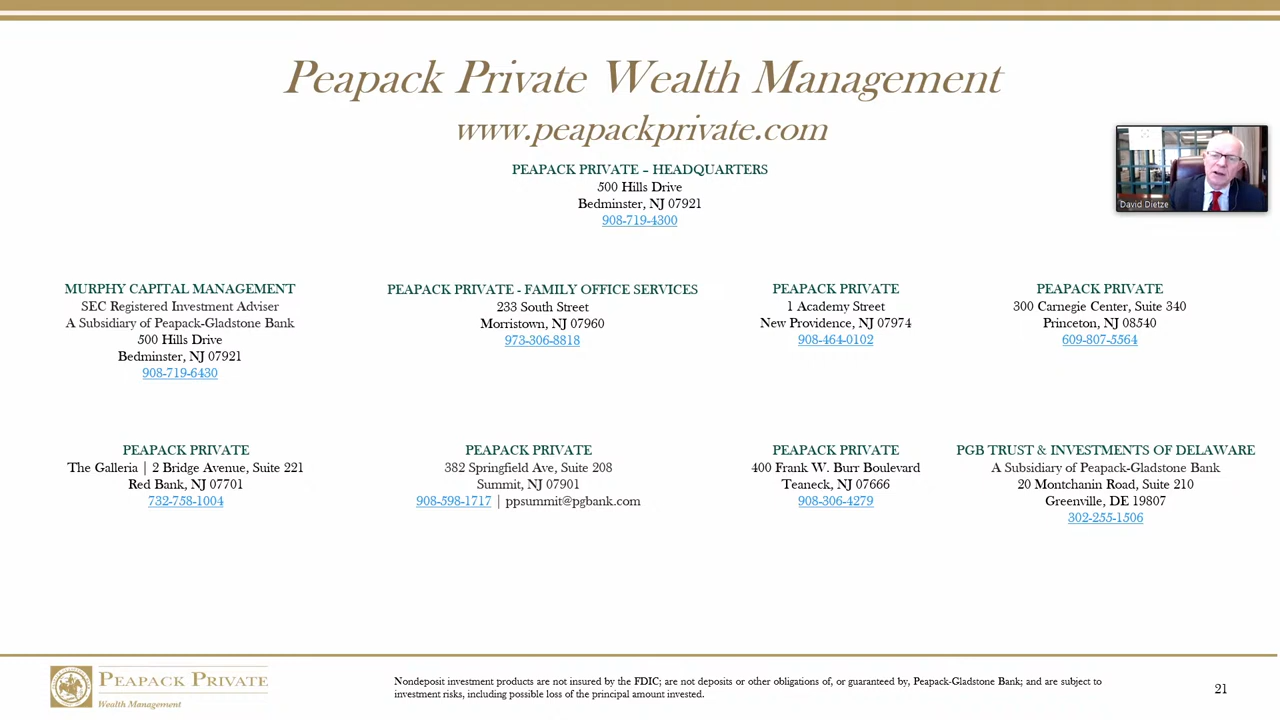 Peapack Private Wealth Management
www.peapackprivate.com
PEAPACK PRIVATE – HEADQUARTERS
500 Hills Drive
Bedminster, NJ 07921
908-719-4300
David Dietze
MURPHY CAPITAL MANAGEMENT
SEC Registered Investment Adviser
A Subsidiary of Peapack-Gladstone Bank
500 Hills Drive
Bedminster, NJ 07921
908-719-6430
PEAPACK PRIVATE - FAMILY OFFICE SERVICES
233 South Street
Morristown, NJ 07960
973-306-8818
PEAPACK PRIVATE
1 Academy Street
New Providence, NJ 07974
908-464-0102
PEAPACK PRIVATE
300 Carnegie Center, Suite 340
Princeton, NJ 08540
609-807-5564
PEAPACK PRIVATE
The Galleria | 2 Bridge Avenue, Suite 221
Red Bank, NJ 07701
732-758-1004
PEAPACK PRIVATE
382 Springfield Ave, Suite 208
Summit, NJ 07901
908-598-1717 | ppsummit@pgbank.com
PEAPACK PRIVATE
400 Frank W. Burr Boulevard
Teaneck, NJ 07666
908-306-4279
PGB TRUST & INVESTMENTS OF DELAWARE
A Subsidiary of Peapack-Gladstone Bank
20 Montchanin Road, Suite 210
Greenville, DE 19807
302-255-1506
PEAPACK PRIVATE
Wealth Management
Nondeposit investment products are not insured by the FDIC; are not deposits or other obligations of, or guaranteed by, Peapack-Gladstone Bank; and are subject to
investment risks, including possible loss of the principal amount invested.
21